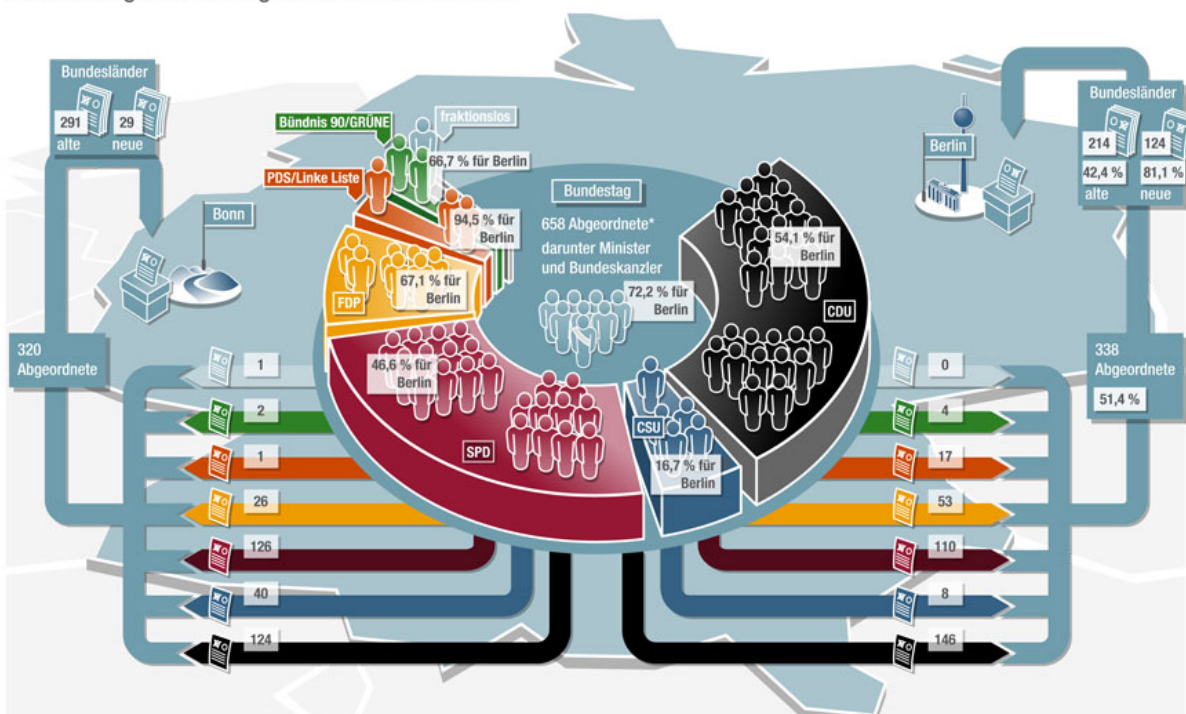 Bundesländer
291
29
alte
neue
Bonn
320
Abgeordnete
Bündnis 90/GRÜNE
fraktionslos
66,7 % für Berlin
PDS/Linke Liste
94,5 % für
Berlin
67,1 % für
Berlin
FDP
46,6 % für
Berlin
SPD
Bundestag
658 Abgeordnete*
darunter Minister
und Bundeskanzler
72,2 % für
Berlin
54,1 % für
Berlin
CDU
CSU
16,7 % für
Berlin
Berlin
Bundesländer
214
124
42,4 %
81,1 %
alte
neue
338
Abgeordnete
51,4 %
1
2
1
26
126
40
124
0
4
17
53
110
8
146